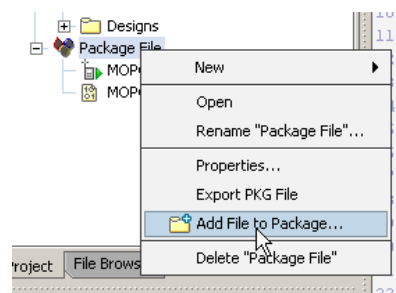 Designs
Package File
MOP
MOP
New
Open
Rename "Package File"...
Properties...
Export PKG File
Add File to Package...
Delete "Package File"
Project
File Brows
11